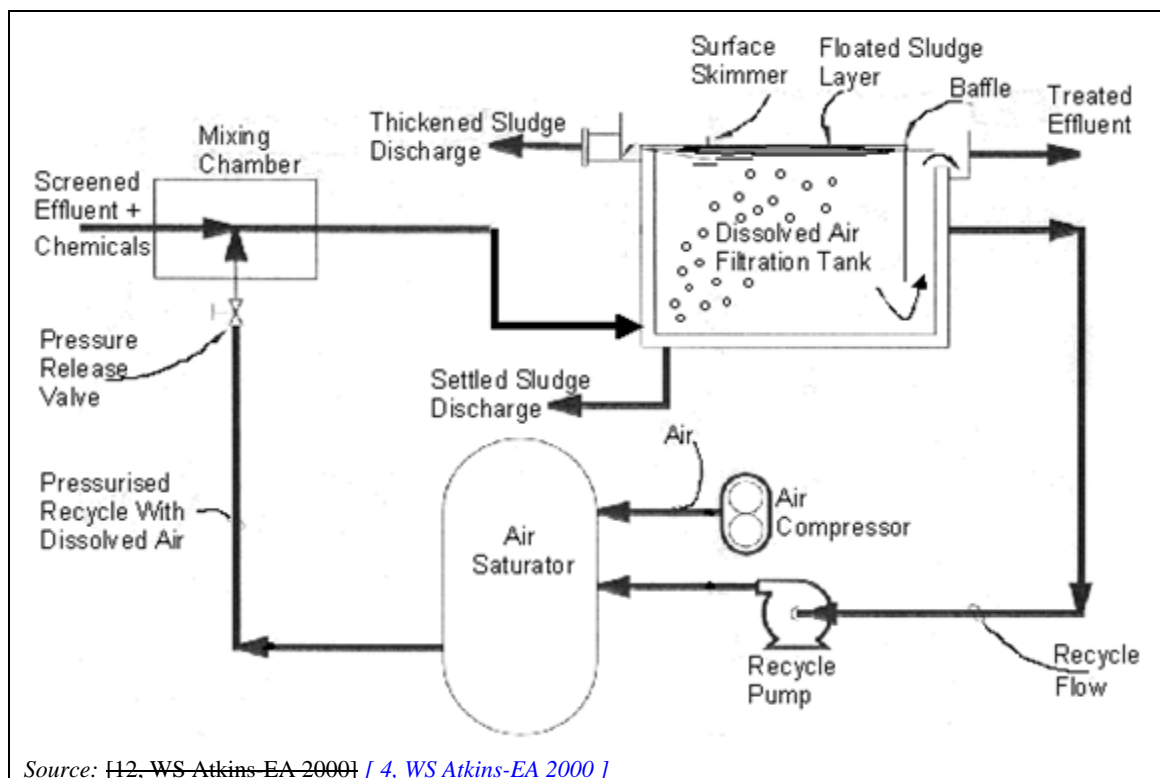 Surface
Skimmer
Floated Sludge
Layer
Baffle
Treated
Effluent
Thickened Sludge
Discharge
Mixing
Chamber
Screened
Effluent +
Chemicals
Dissolved Air
Filtration Tank
Pressure
Release
Valve
Settled Sludge
Discharge
Air
Air
Compressor
Pressurised
Recycle With
Dissolved Air
Air
Saturator
Recycle
Pump
Recycle
Flow
Source: [12, WS Atkins-EA 2000] [ 4, WS Atkins-EA 2000 ]